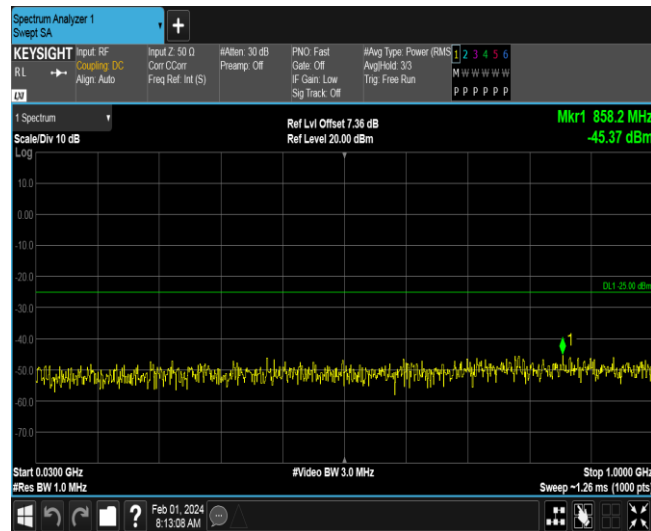 Spectrum Analyzer 1
Swept SA
+
KEYSIGHT Input: RF Input Z: 50 Ω #Atten: 30 dB PNO: Fast #Avg Type: Power (RMS 1 2 3 4 5 6
RL Coupling: DC Corr CCorr Preamp: Off Gate: Off Avg|Hold: 3/3 M W W W W W
Align: Auto Freq Ref: Int (S) IF Gain: Low Trig: Free Run
LXI Sig Track: Off P P P P P P
1 Spectrum Ref Lvl Offset 7.36 dB Mkr1 858.2 MHz
Scale/Div 10 dB Ref Level 20.00 dBm -45.37 dBm
Log
10.0
0.00
-10.0
-20.0
DL1 -25.00 dBm
-30.0
-40.0
1
-50.0
-60.0
-70.0
Start 0.0300 GHz #Video BW 3.0 MHz Stop 1.0000 GHz
#Res BW 1.0 MHz Sweep ~1.26 ms (1000 pts)
? Feb 01, 2024
8:13:08 AM